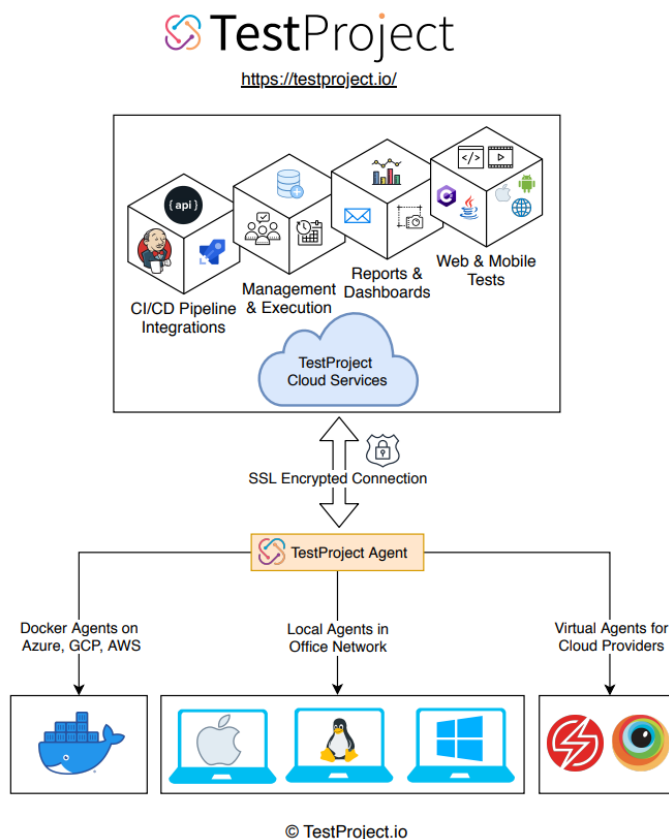 TestProject
https://testproject.io/
{ api }
</>
C
Java
CI/CD Pipeline
Integrations
Management
& Execution
Reports &
Dashboards
Web & Mobile
Tests
TestProject
Cloud Services
SSL Encrypted Connection
TestProject Agent
Docker Agents on
Azure, GCP, AWS
Local Agents in
Office Network
Virtual Agents for
Cloud Providers
© TestProject.io